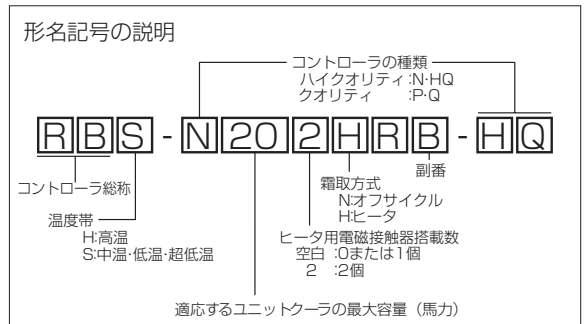 形名記号の説明
コントローラの種類
ハイクオリティ:N・HQ
クオリティ :P・Q
RBS-N202HRB-HQ
コントローラ総称
副番
霜取方式
N:オフサイクル
H:ヒータ
温度帯
H:高温
S:中温・低温・超低温
ヒータ用電磁接触器搭載数
空白 :0または1個
2 :2個
適応するユニットクーラの最大容量(馬力)